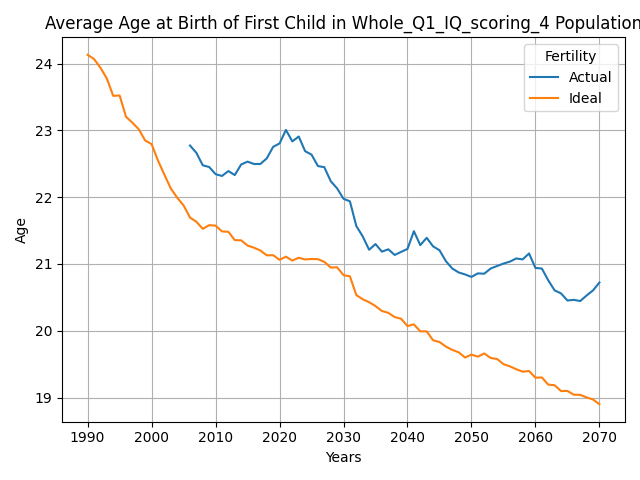 Average Age at Birth of First Child in Whole_Q1_IQ_scoring_4 Population
Fertility
Actual
Ideal
Age
24
23
22
21
20
19
1990 2000 2010 2020 2030 2040 2050 2060 2070
Years